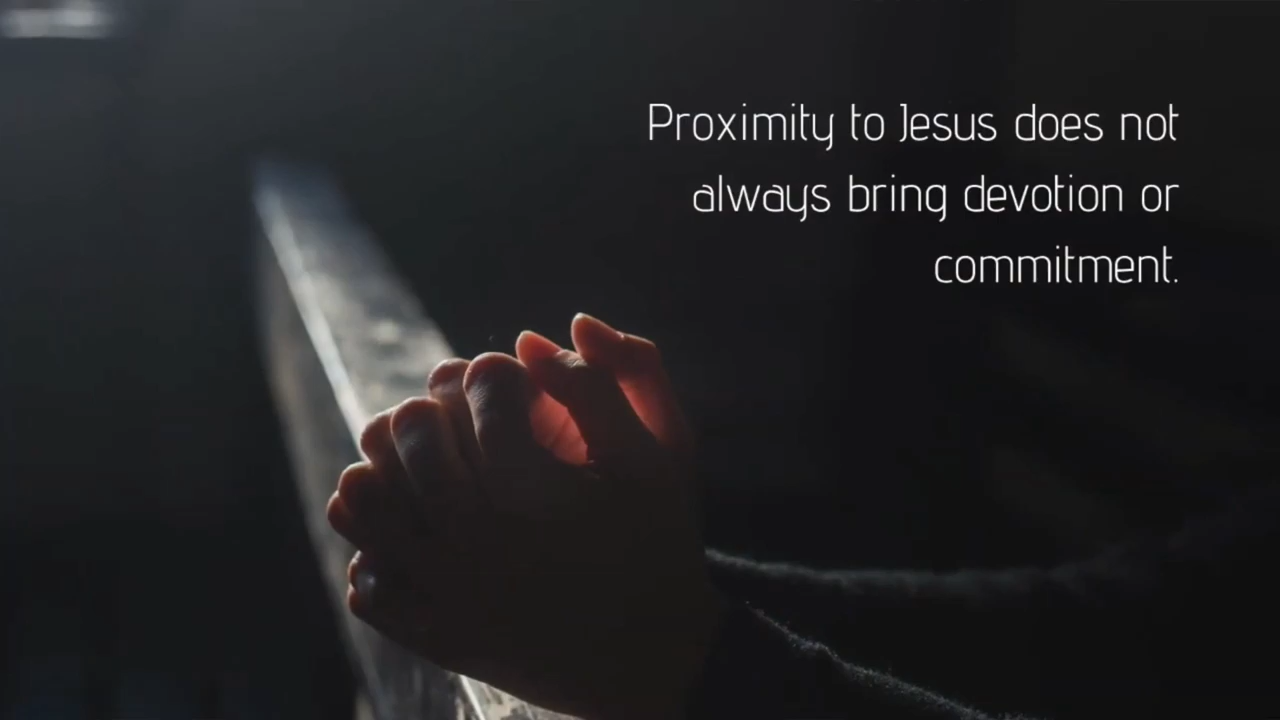 Proximity to Jesus does not
always bring devotion or
commitment.